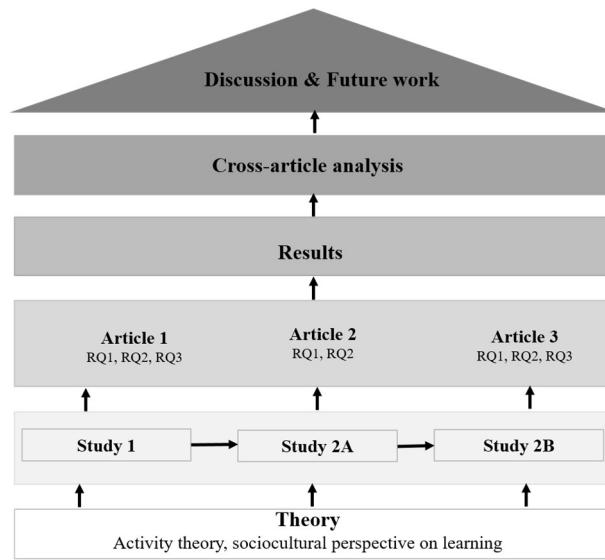 Discussion & Future work
Cross-article analysis
Results
Article 1
RQ1, RQ2, RQ3
Article 2
RQ1, RQ2
Article 3
RQ1, RQ2, RQ3
Study 1
Study 2A
Study 2B
Theory
Activity theory, sociocultural perspective on learning